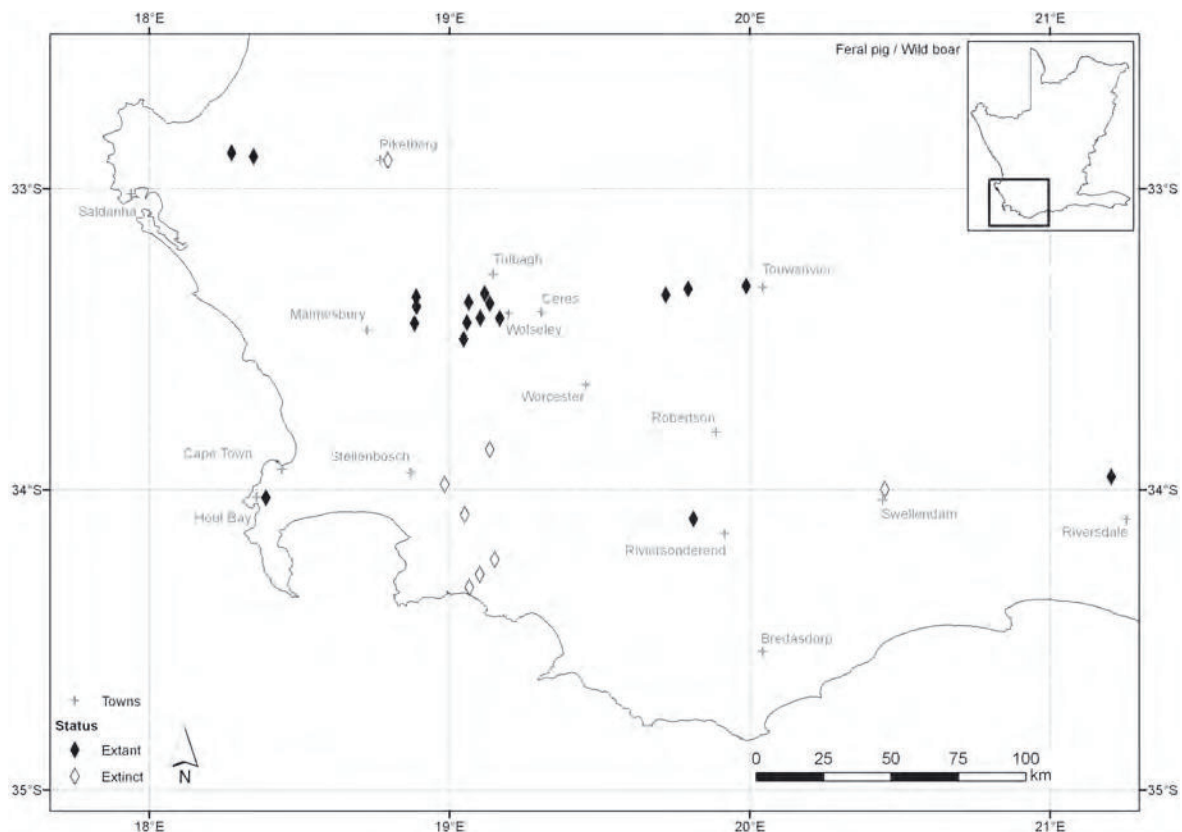 18°E 19°E 20°E 21°E
Feral pig / Wild boar
Piketberg
33°S 33°S
Saldanha
Tulbagh
Touwsrivier
Ceres
Malmesbury
Wolseley
Worcester
Robertson
Cape Town
Stellenbosch
34°S 34°S
Hout Bay
Swellendam
Riversdale
Riviersonderend
Bredasdorp
Towns
Status
Extant
Extinct
N
0 25 50 75 100
km
35°S 35°S
18°E 19°E 20°E 21°E